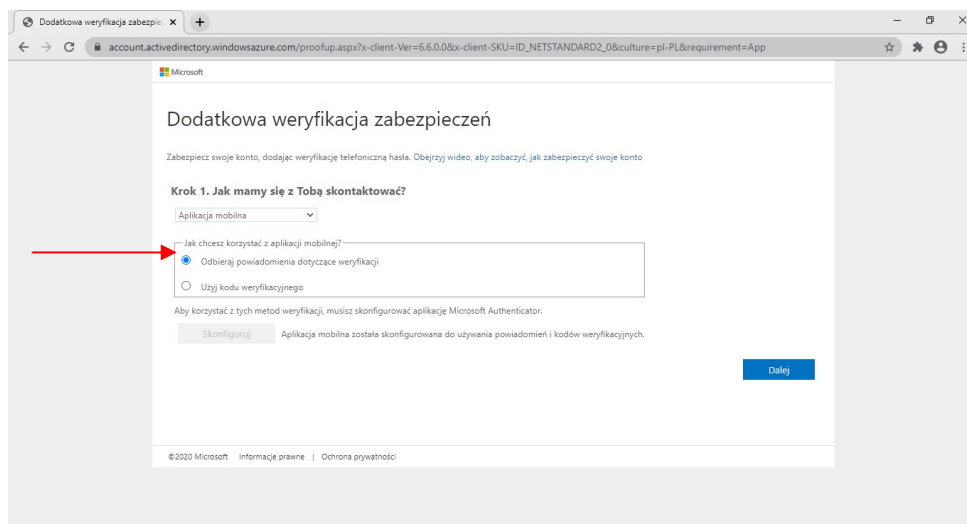 Dodatkowa weryfikacja zabezpie
account.activedirectory.windowsazure.com/proofup.aspx?x-client-Ver=6.6.0.0&x-client-SKU=ID_NETSTANDARD2_0&culture=pl-PL&requirement=App
Microsoft
Dodatkowa weryfikacja zabezpieczeń
Zabezpiecz swoje konto, dodając weryfikację telefoniczną hasła. Obejrzyj wideo, aby zobaczyć, jak zabezpieczyć swoje konto
Krok 1. Jak mamy się z Tobą skontaktować?
Aplikacja mobilna
Jak chcesz korzystać z aplikacji mobilnej?
Odbieraj powiadomienia dotyczące weryfikacji
Użyj kodu weryfikacyjnego
Aby korzystać z tych metod weryfikacji, musisz skonfigurować aplikację Microsoft Authenticator.
Skonfiguruj Aplikacja mobilna została skonfigurowana do używania powiadomień i kodów weryfikacyjnych.
Dalej
©2020 Microsoft Informacje prawne | Ochrona prywatności